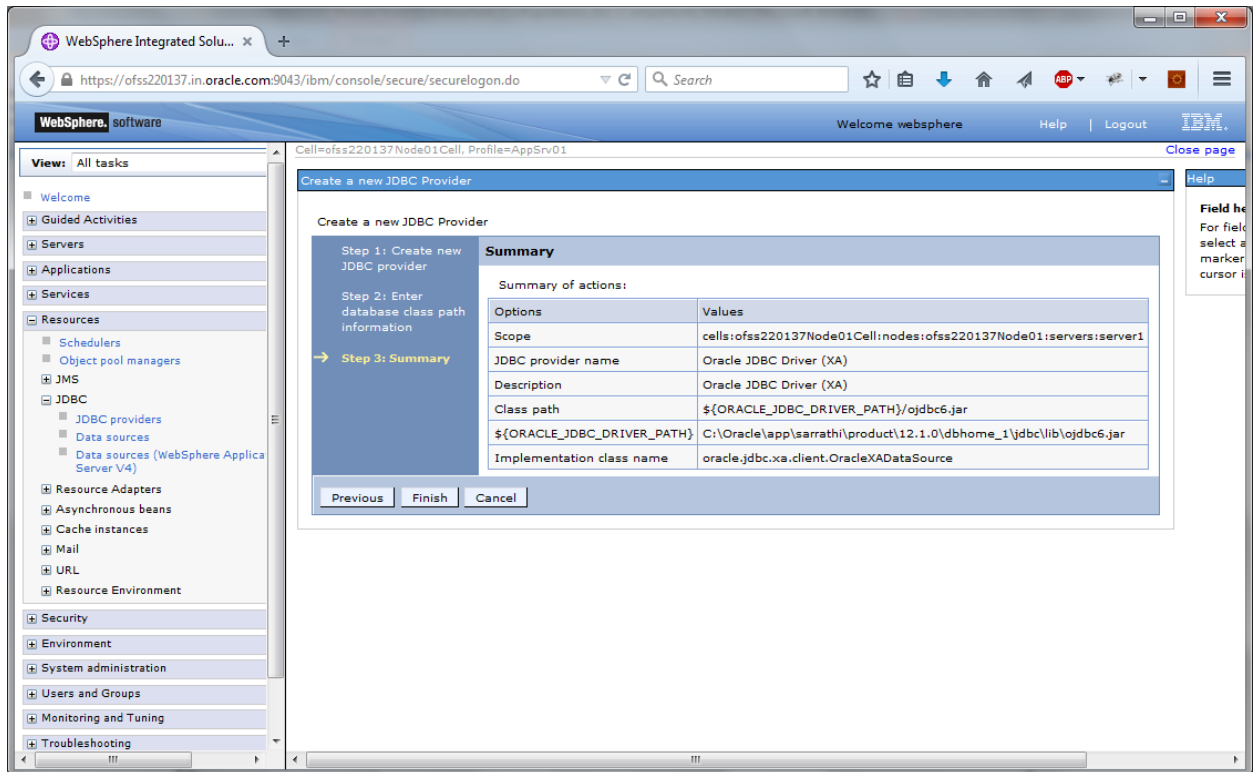 WebSphere Integrated Solu...
https://ofss220137.in.oracle.com:9043/ibm/console/secure/securelogon.do
Search
ABP
WebSphere. software
Welcome websphere
Help | Logout
IBM.
View: All tasks
Cell=ofss220137Node01Cell, Profile=AppSrv01
Close page
Welcome
Guided Activities
Servers
Applications
Services
Resources
Schedulers
Object pool managers
JMS
JDBC
JDBC providers
Data sources
Data sources (WebSphere Applica
Server V4)
Resource Adapters
Asynchronous beans
Cache instances
Mail
URL
Resource Environment
Security
Environment
System administration
Users and Groups
Monitoring and Tuning
Troubleshooting
Create a new JDBC Provider
Create a new JDBC Provider
Step 1: Create new
JDBC provider
Step 2: Enter
database class path
information
Step 3: Summary
Summary
Summary of actions:
Options Values
Scope cells:ofss220137Node01Cell:nodes:ofss220137Node01:servers:server1
JDBC provider name Oracle JDBC Driver (XA)
Description Oracle JDBC Driver (XA)
Class path ${ORACLE_JDBC_DRIVER_PATH}/ojdbc6.jar
${ORACLE_JDBC_DRIVER_PATH} C:\Oracle\app\sarrathi\product\12.1.0\dbhome_1\jdbc\lib\ojdbc6.jar
Implementation class name oracle.jdbc.xa.client.OracleXADataSource
Previous Finish Cancel
Help
Field he
For field
select a
marker
cursor i